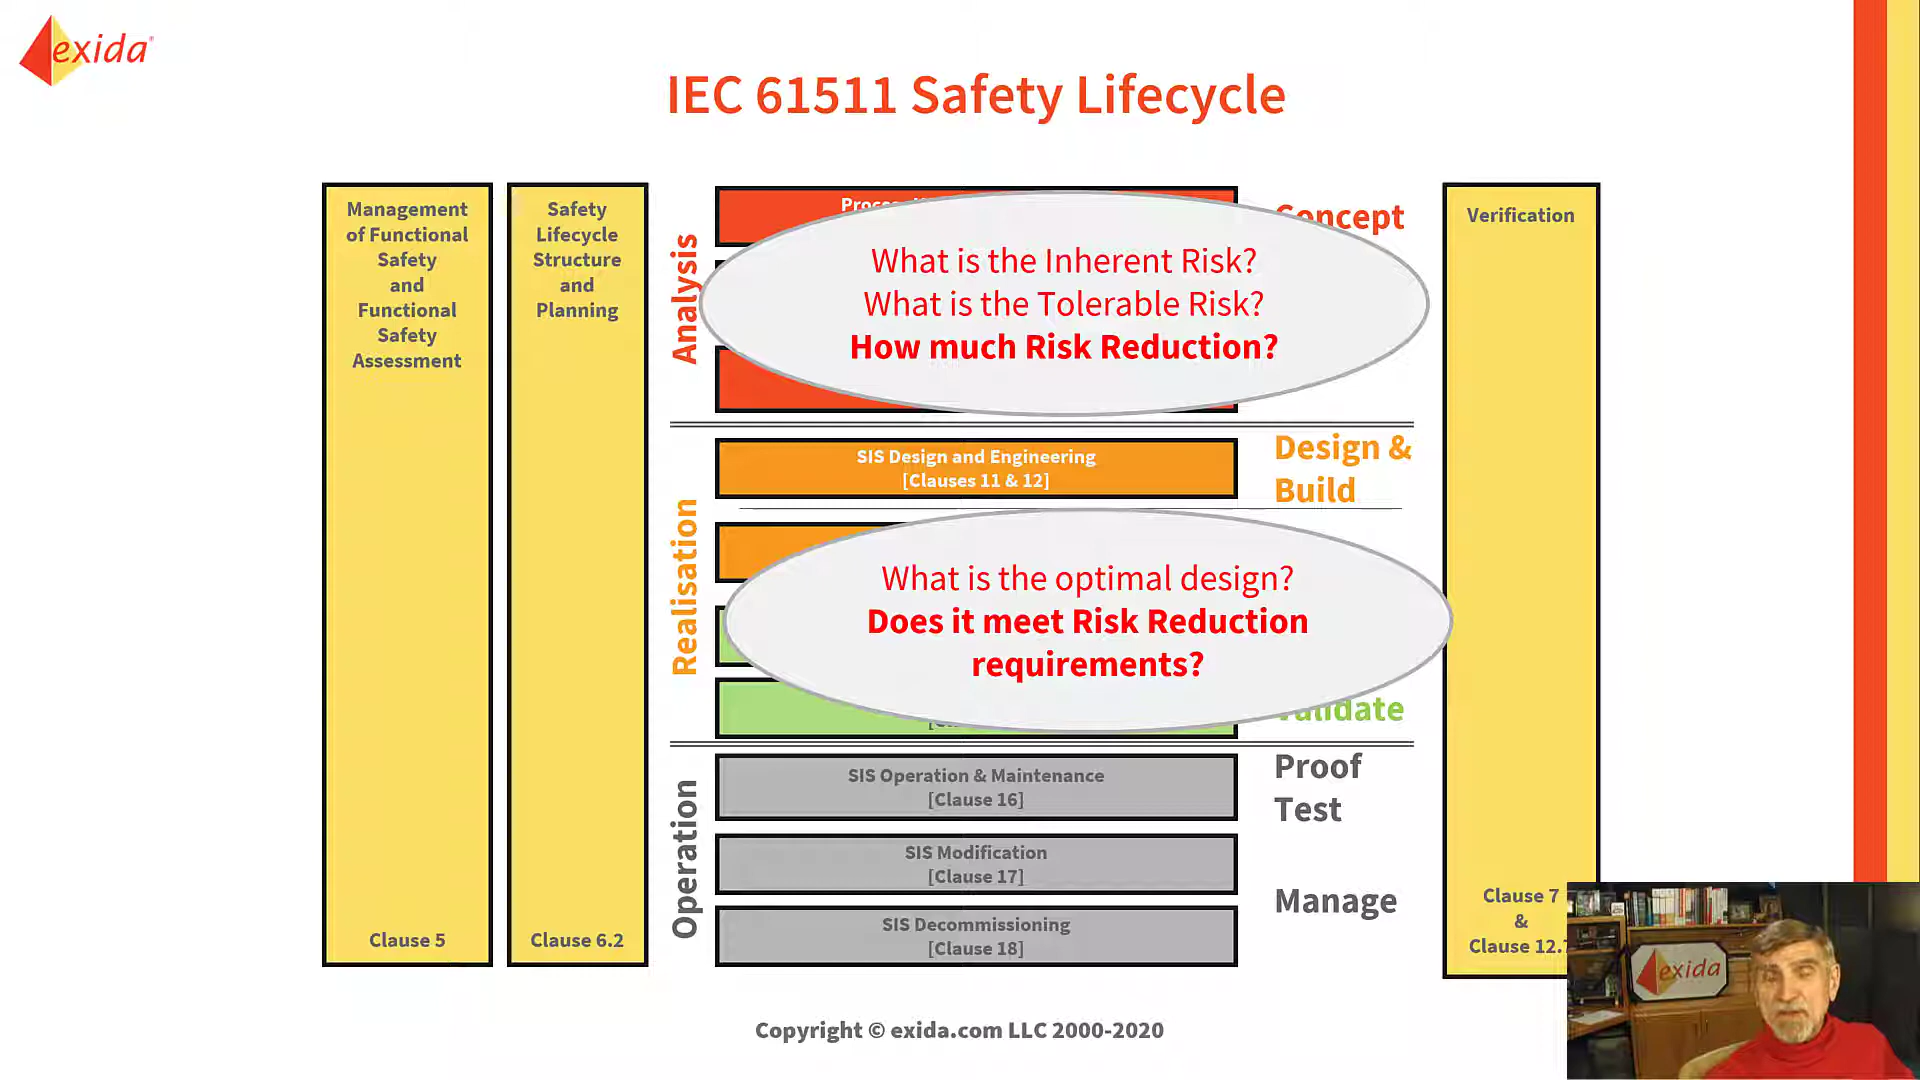 exida
IEC 61511 Safety Lifecycle
Management
of Functional
Safety
and
Functional
Safety
Assessment
Clause 5
Safety
Lifecycle
Structure
and
Planning
Clause 6.2
Analysis
Concept
What is the Inherent Risk?
What is the Tolerable Risk?
How much Risk Reduction?
Realisation
SIS Design and Engineering
[Clauses 11 & 12]
Design &
Build
What is the optimal design?
Does it meet Risk Reduction
requirements?
Validate
Operation
SIS Operation & Maintenance
[Clause 16]
Proof
Test
SIS Modification
[Clause 17]
Manage
SIS Decommissioning
[Clause 18]
Verification
Clause 7
&
Clause 12.
exida
Copyright © exida.com LLC 2000-2020